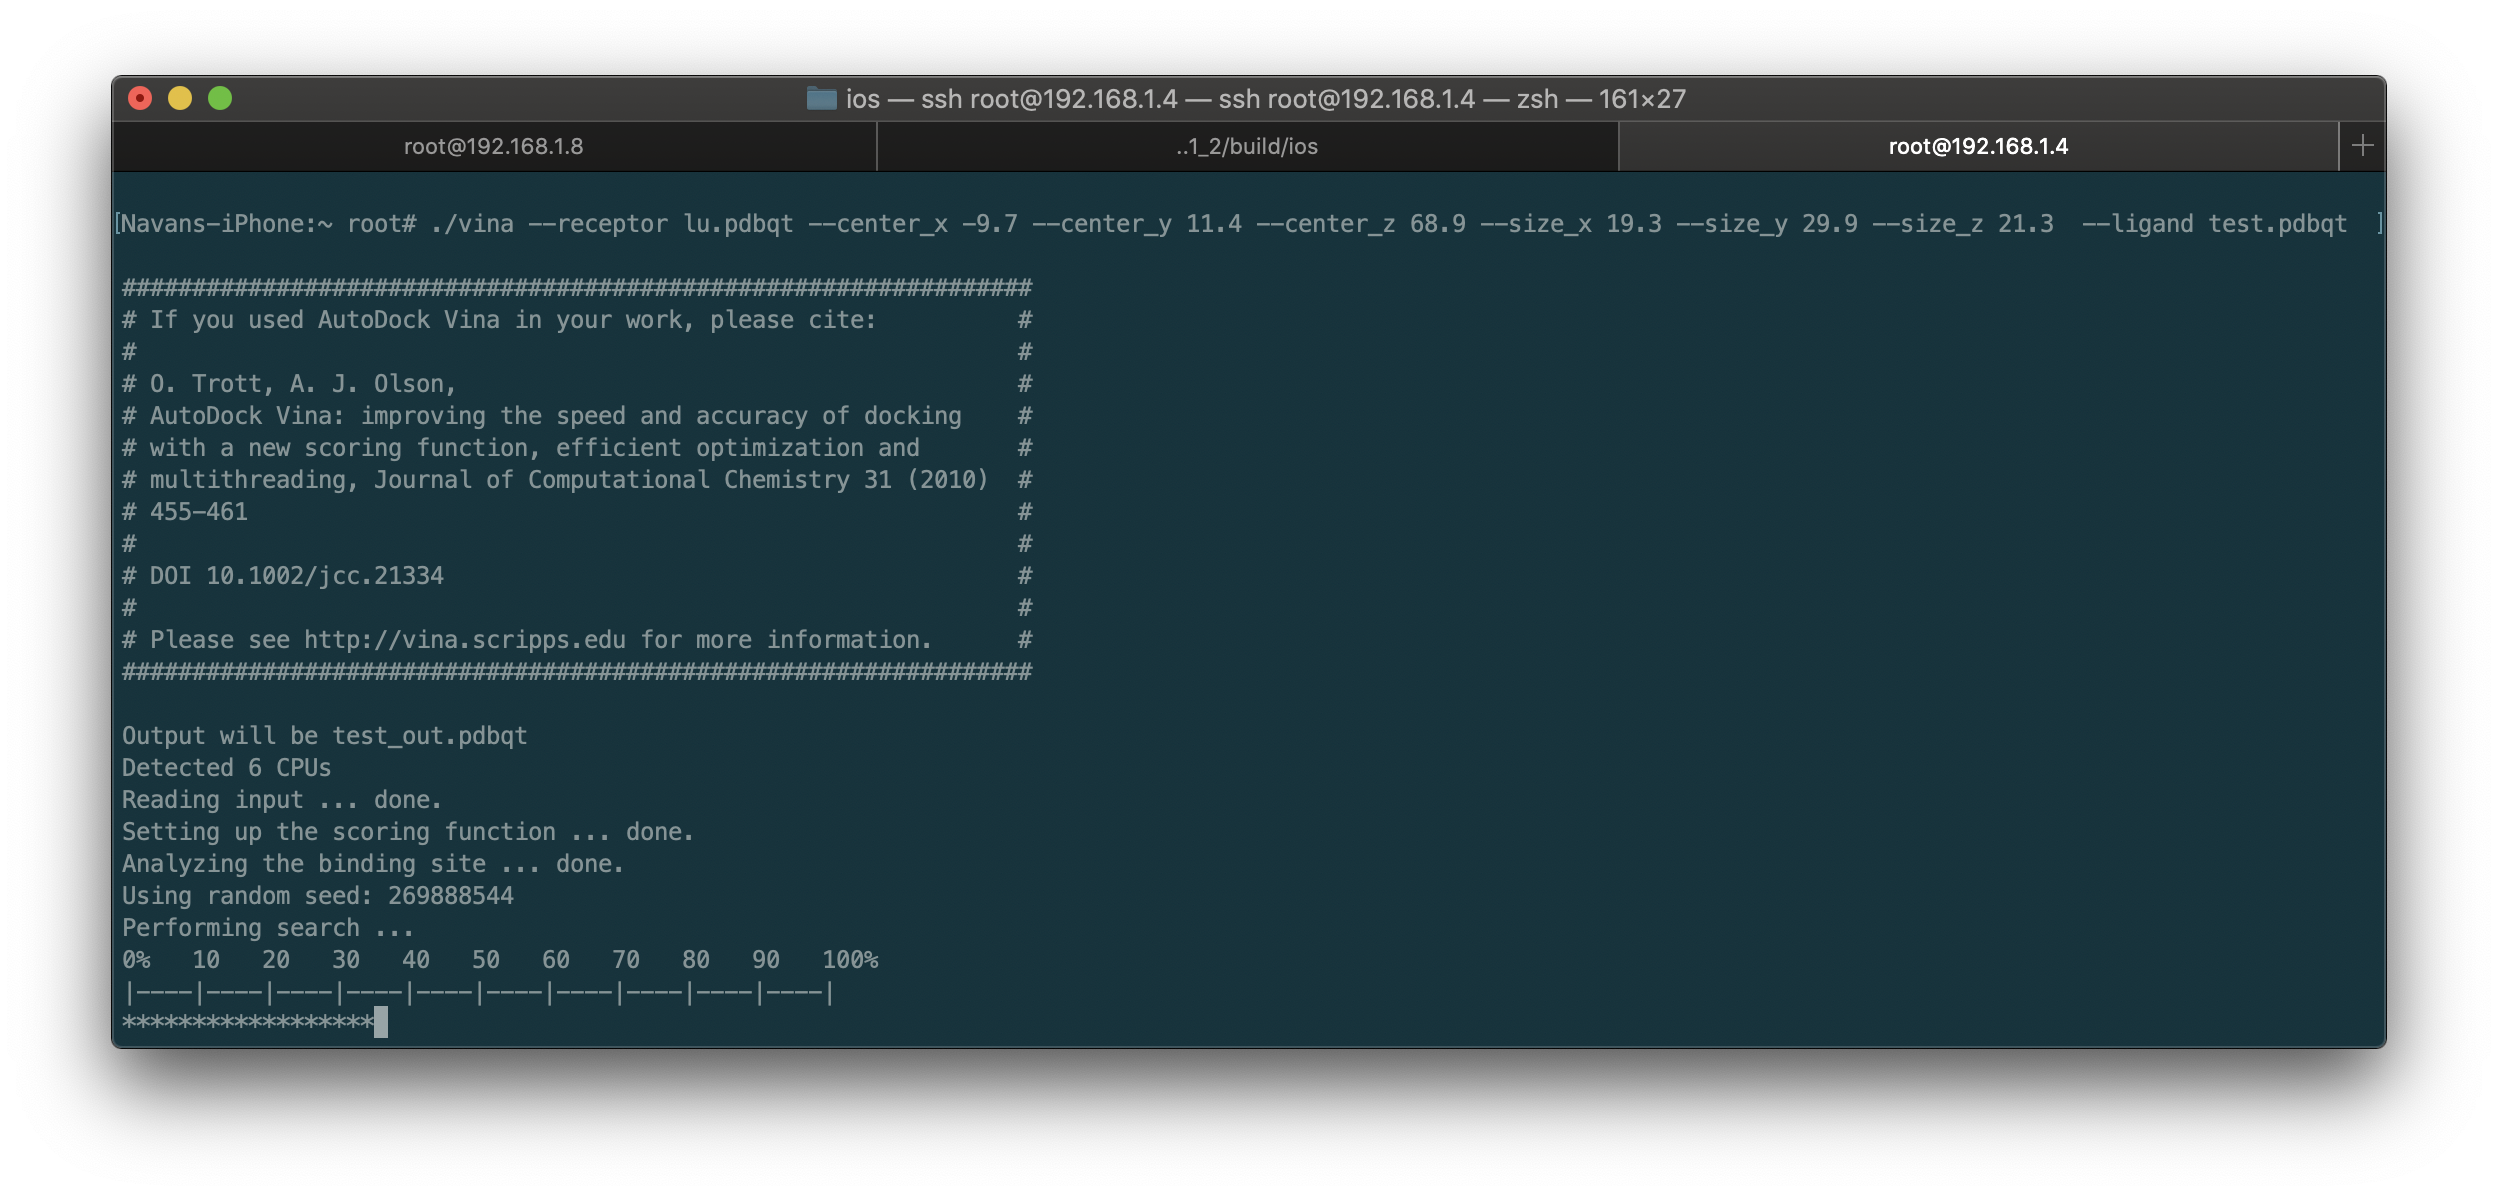 ios — ssh root@192.168.1.4 — ssh root@192.168.1.4 — zsh — 161×27
root@192.168.1.8 ..1_2/build/ios root@192.168.1.4 +
[Navans-iPhone:~ root# ./vina --receptor lu.pdbqt --center_x -9.7 --center_y 11.4 --center_z 68.9 --size_x 19.3 --size_y 29.9 --size_z 21.3  --ligand test.pdbqt  ]
#################################################################
# If you used AutoDock Vina in your work, please cite:          #
#                                                               #
# O. Trott, A. J. Olson,                                        #
# AutoDock Vina: improving the speed and accuracy of docking    #
# with a new scoring function, efficient optimization and       #
# multithreading, Journal of Computational Chemistry 31 (2010)  #
# 455-461                                                       #
#                                                               #
# DOI 10.1002/jcc.21334                                         #
#                                                               #
# Please see http://vina.scripps.edu for more information.      #
#################################################################
Output will be test_out.pdbqt
Detected 6 CPUs
Reading input ... done.
Setting up the scoring function ... done.
Analyzing the binding site ... done.
Using random seed: 269888544
Performing search ...
0%   10   20   30   40   50   60   70   80   90   100%
|----|----|----|----|----|----|----|----|----|----|
******************